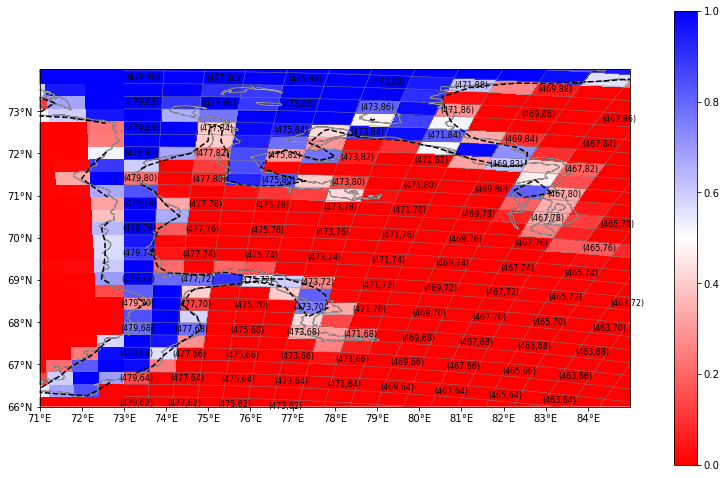 1.0
(479,88) (477,88) (475,88) (473,88) (471,88) (469,88)
(479,86) (477,86) (475,86) (473,86) (471,86) (469,86) (467,86)
73°N
(479,84) (477,84) (475,84) (473,84) (471,84) (469,84) (467,84)
0.8
72°N
(479,82) (477,82) (475,82) (473,82) (471,82) (469,82) (467,82)
(479,80) (477,80) (475,80) (473,80) (471,80) (469,80) (467,80)
71°N
0.6
(479,78) (477,78) (475,78) (473,78) (471,78) (469,78) (467,78) (465,78)
70°N
(479,76) (477,76) (475,76) (473,76) (471,76) (469,76) (467,76) (465,76)
(479,74) (477,74) (475,74) (473,74) (471,74) (469,74) (467,74) (465,74)
69°N
0.4
(479,72) (477,72) (475,72) (473,72) (471,72) (469,72) (467,72) (465,72) (463,72)
68°N
(479,70) (477,70) (475,70) (473,70) (471,70) (469,70) (467,70) (465,70) (463,70)
(479,68) (477,68) (475,68) (473,68) (471,68) (469,68) (467,68) (465,68) (463,68)
67°N
(479,66) (477,66) (475,66) (473,66) (471,66) (469,66) (467,66) (465,66) (463,66)
0.2
(479,64) (477,64) (475,64) (473,64) (471,64) (469,64) (467,64) (465,64) (463,64)
66°N
(479,62) (477,62) (475,62) (473,62)
71°E 72°E 73°E 74°E 75°E 76°E 77°E 78°E 79°E 80°E 81°E 82°E 83°E 84°E
0.0